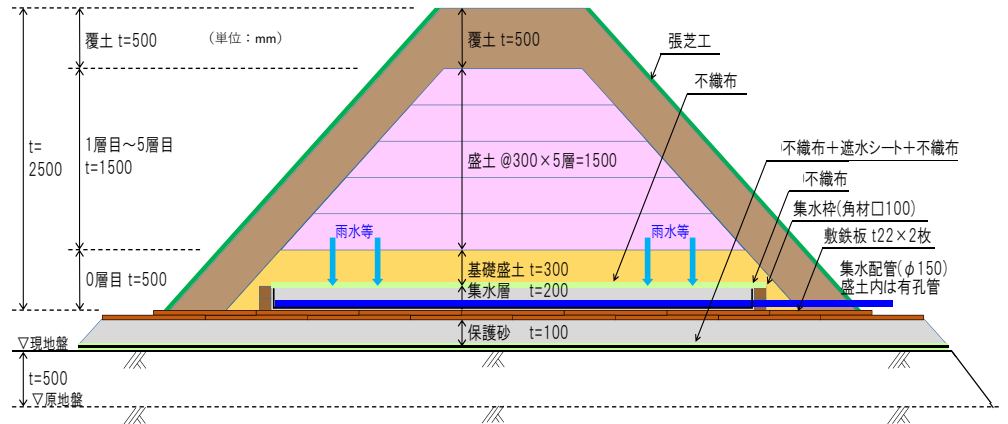 覆土 t=500
(単位：mm)
覆土 t=500
張芝工
不織布
t=
2500
1層目～5層目
t=1500
盛土 @300×5層=1500
不織布＋遮水シート＋不織布
不織布
集水枠(角材□100)
敷鉄板 t22×2枚
雨水等
雨水等
0層目 t=500
基礎盛土 t=300
集水層 t=200
集水配管(φ150)
盛土内は有孔管
保護砂 t=100
▽現地盤
t=500
▽原地盤